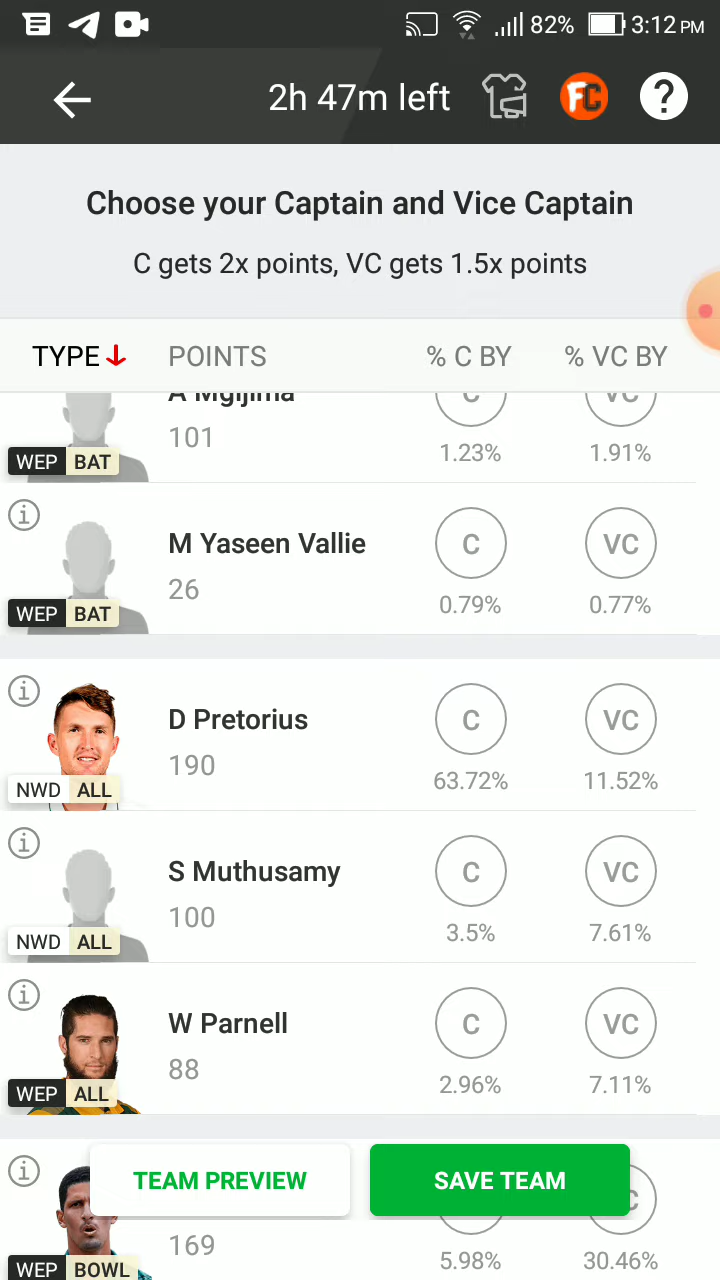 82% 3:12 PM
2h 47m left FC ?
Choose your Captain and Vice Captain
C gets 2x points, VC gets 1.5x points
TYPE POINTS % C BY % VC BY
A Mgijima C VC
101 1.23% 1.91%
WEP BAT
M Yaseen Vallie C VC
26 0.79% 0.77%
WEP BAT
D Pretorius C VC
190 63.72% 11.52%
NWD ALL
S Muthusamy C VC
100 3.5% 7.61%
NWD ALL
W Parnell C VC
88 2.96% 7.11%
WEP ALL
TEAM PREVIEW SAVE TEAM
169 5.98% 30.46%
WEP BOWL